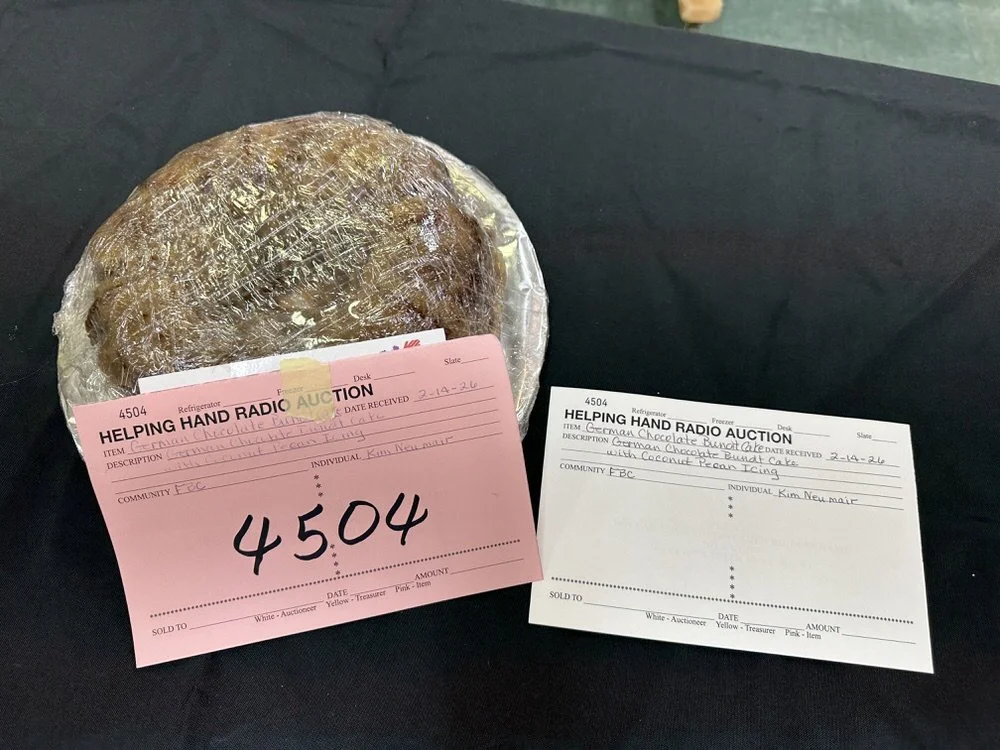 4504 Refrigerator Freezer Desk Slate
HELPING HAND RADIO AUCTION
ITEM German Chocolate Bundt Cake DATE RECEIVED 2-14-26
DESCRIPTION German Chocolate Bundt Cake
with Coconut Pecan Icing
COMMUNITY FBC INDIVIDUAL Kim Neumair
4504
SOLD TO DATE AMOUNT
White - Auctioneer Yellow - Treasurer Pink - Item
4504 Refrigerator Freezer Desk Slate
HELPING HAND RADIO AUCTION
ITEM German Chocolate Bundt Cake DATE RECEIVED 2-14-26
DESCRIPTION German Chocolate Bundt Cake
with Coconut Pecan Icing
COMMUNITY FBC INDIVIDUAL Kim Neumair
SOLD TO DATE AMOUNT
White - Auctioneer Yellow - Treasurer Pink - Item